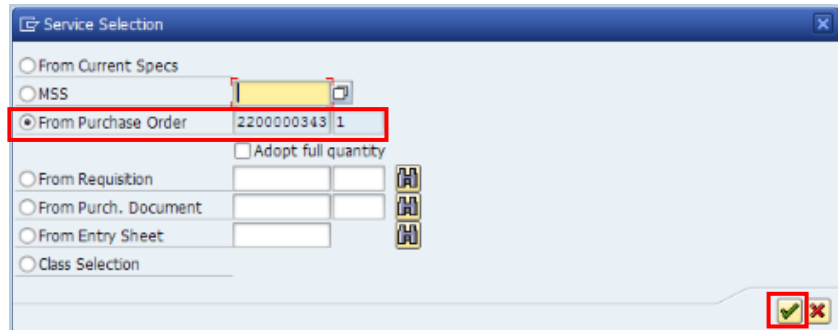 Service Selection
From Current Specs
MSS
From Purchase Order 2200000343 1
Adopt full quantity
From Requisition
From Purch. Document
From Entry Sheet
Class Selection